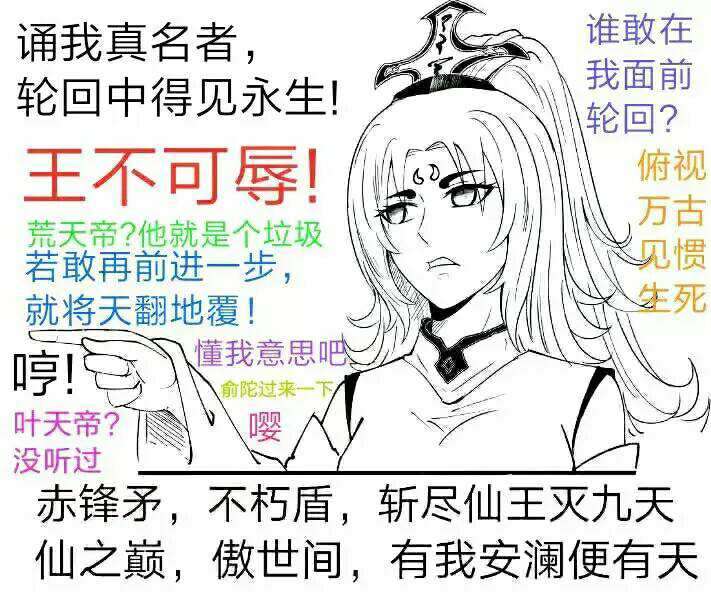 诵我真名者，
轮回中得见永生！
谁敢在
我面前
轮回？
王不可辱！
荒天帝？他就是个垃圾
若敢再前进一步，
就将天翻地覆！
俯视
万古
见惯
生死
懂我意思吧
哼！
俞陀过来一下
叶天帝？
没听过
嘤
赤锋矛，不朽盾，斩尽仙王灭九天
仙之巅，傲世间，有我安澜便有天